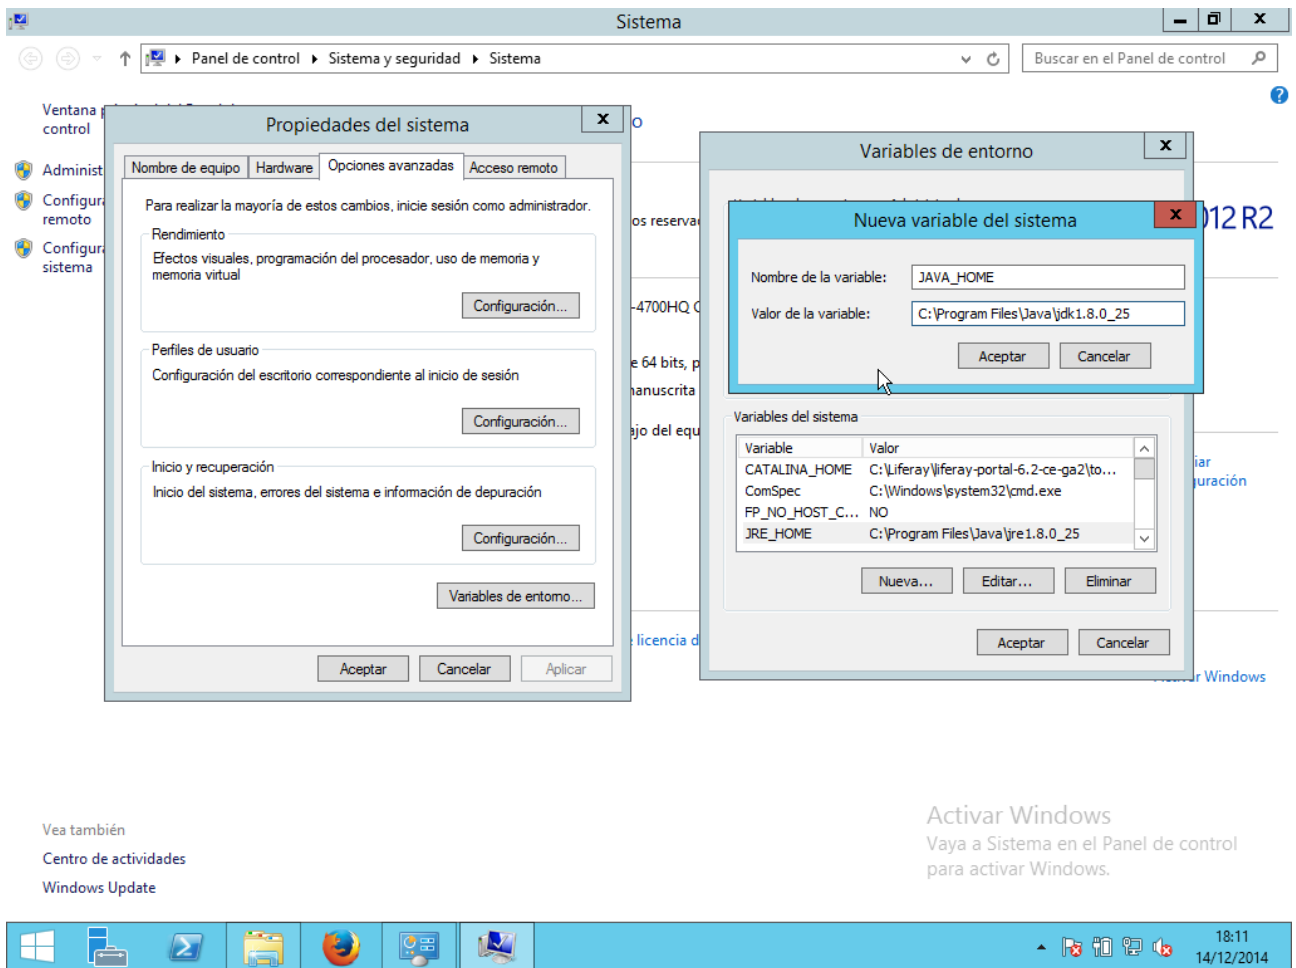 Sistema
Panel de control Sistema y seguridad Sistema
Buscar en el Panel de control
Ventana
control
Administ
Configura
remoto
Configura
sistema
Propiedades del sistema
Nombre de equipo Hardware Opciones avanzadas Acceso remoto
Para realizar la mayoría de estos cambios, inicie sesión como administrador.
Rendimiento
Efectos visuales, programación del procesador, uso de memoria y
memoria virtual
Configuración...
Perfiles de usuario
Configuración del escritorio correspondiente al inicio de sesión
Configuración...
Inicio y recuperación
Inicio del sistema, errores del sistema e información de depuración
Configuración...
Variables de entorno...
Aceptar Cancelar Aplicar
os reserva
012 R2
-4700HQ C
e 64 bits, p
anuscrita
ajo del equ
iar
uración
licencia d
r Windows
Variables de entorno
Nueva variable del sistema
Nombre de la variable: JAVA_HOME
Valor de la variable: C:\Program Files\Java\jdk1.8.0_25
Aceptar Cancelar
Variables del sistema
Variable Valor
CATALINA_HOME C:\Liferay\liferay-portal-6.2-ce-ga2\to...
ComSpec C:\Windows\system32\cmd.exe
FP_NO_HOST_C... NO
JRE_HOME C:\Program Files\Java\jre1.8.0_25
Nueva... Editar... Eliminar
Aceptar Cancelar
Vea también
Centro de actividades
Windows Update
Activar Windows
Vaya a Sistema en el Panel de control
para activar Windows.
18:11
14/12/2014